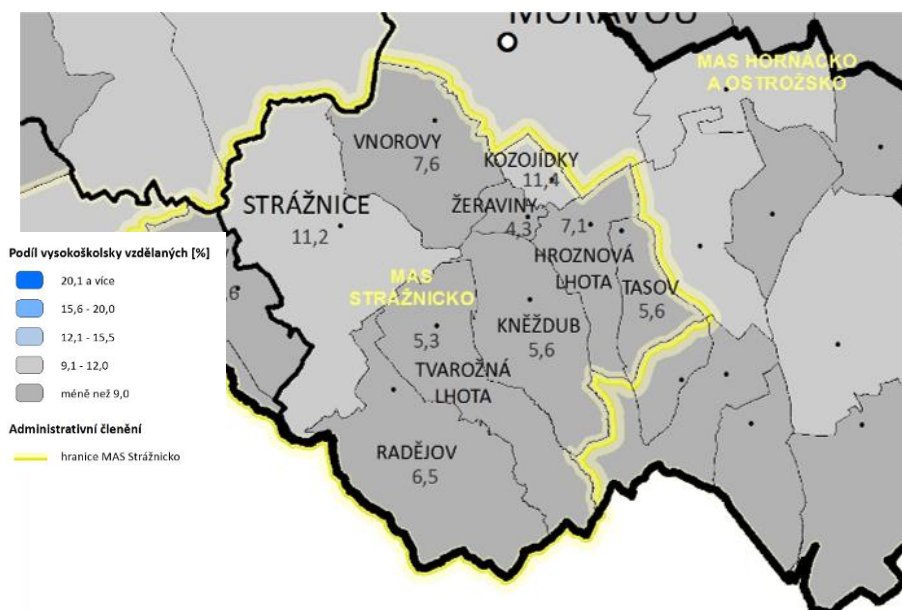 MORAVOU
MAS HORŇÁCKO
A OSTROŽSKO
VNOROVY
7,6
KOZOJÍDKY
11,4
STRÁŽNICE
11,2
ŽERAVINY
4,3
7,1
HROZNOVÁ
LHOTA
TASOV
5,6
MAS
STRÁŽNICKO
KNĚŽDUB
5,6
5,3
TVAROŽNÁ
LHOTA
RADĚJOV
6,5
Podíl vysokoškolsky vzdělaných [%]
20,1 a více
15,6 - 20,0
12,1 - 15,5
9,1 - 12,0
méně než 9,0
Administrativní členění
hranice MAS Strážnicko